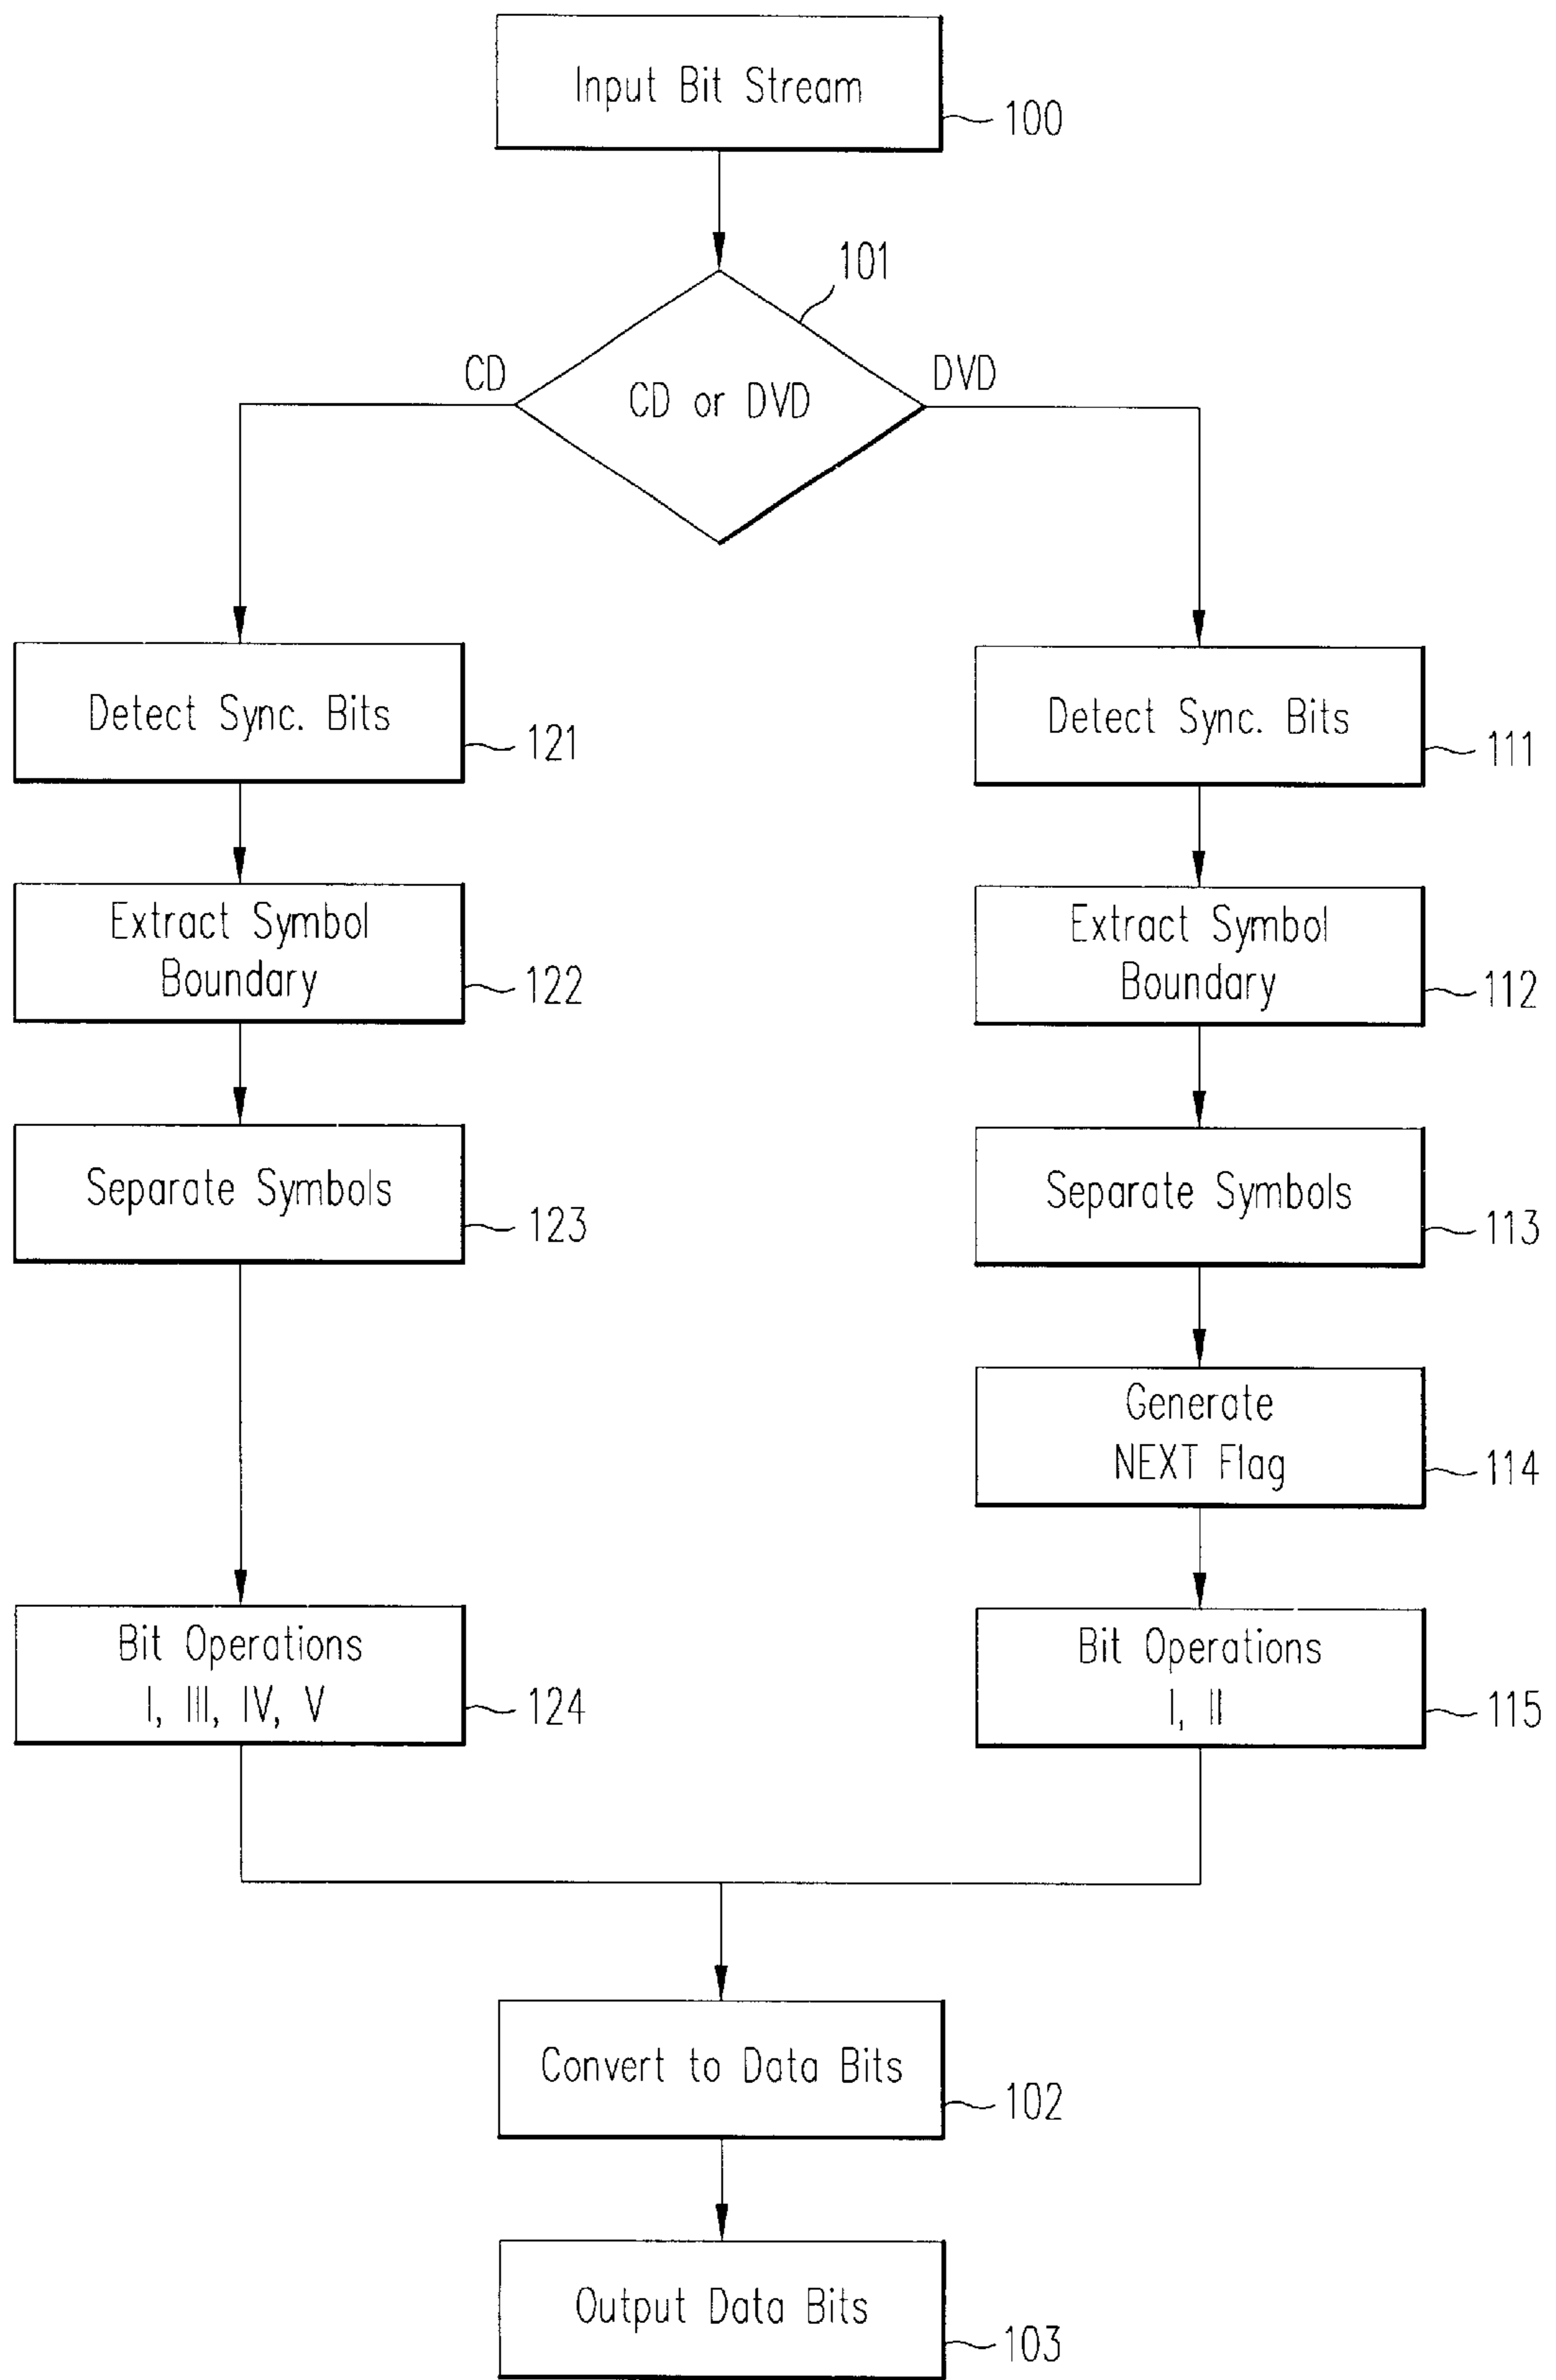 Input Bit Stream
100
101
CD
DVD
CD or DVD
Detect Sync. Bits
121
Detect Sync. Bits
111
Extract Symbol
Boundary
122
Extract Symbol
Boundary
112
Separate Symbols
123
Separate Symbols
113
Generate
NEXT Flag
114
Bit Operations
I, III, IV, V
124
Bit Operations
I, II
115
Convert to Data Bits
102
Output Data Bits
103